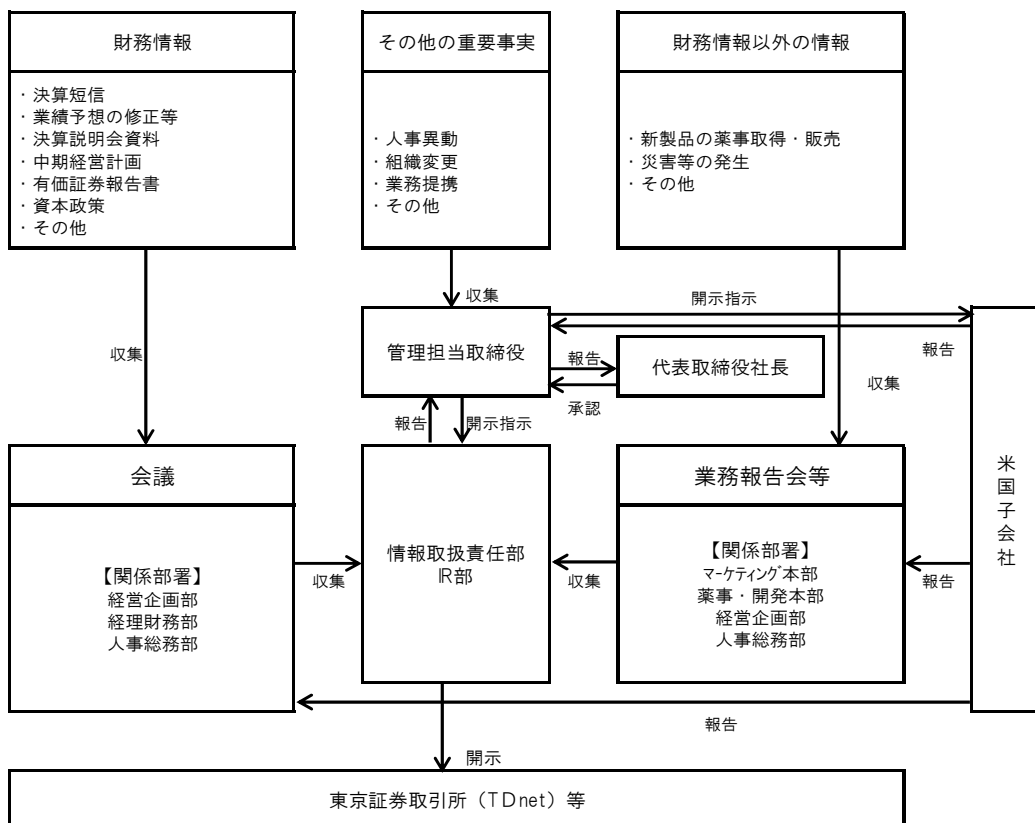 財務情報
・決算短信
・業績予想の修正等
・決算説明会資料
・中期経営計画
・有価証券報告書
・資本政策
・その他
その他の重要事実
・人事異動
・組織変更
・業務提携
・その他
財務情報以外の情報
・新製品の薬事取得・販売
・災害等の発生
・その他
収集
収集
収集
管理担当取締役
開示指示
報告
報告
承認
代表取締役社長
報告
開示指示
会議
【関係部署】
経営企画部
経理財務部
人事総務部
収集
情報取扱責任部
IR部
収集
業務報告会等
【関係部署】
マーケティング本部
薬事・開発本部
経営企画部
人事総務部
報告
米国子会社
報告
開示
東京証券取引所（TDnet）等